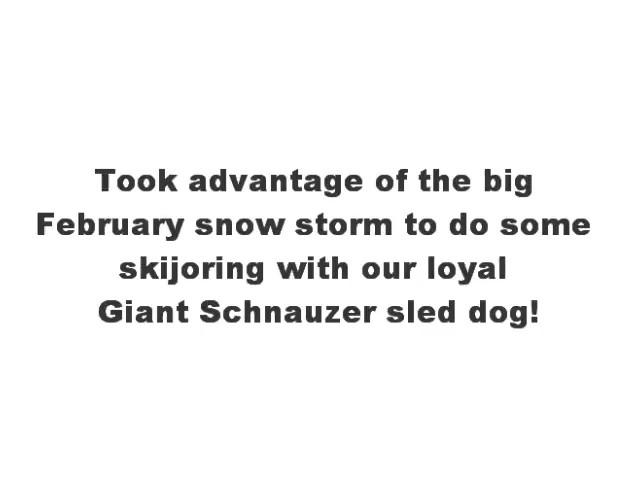 Took advantage of the big
February snow storm to do some
skijoring with our loyal
Giant Schnauzer sled dog!